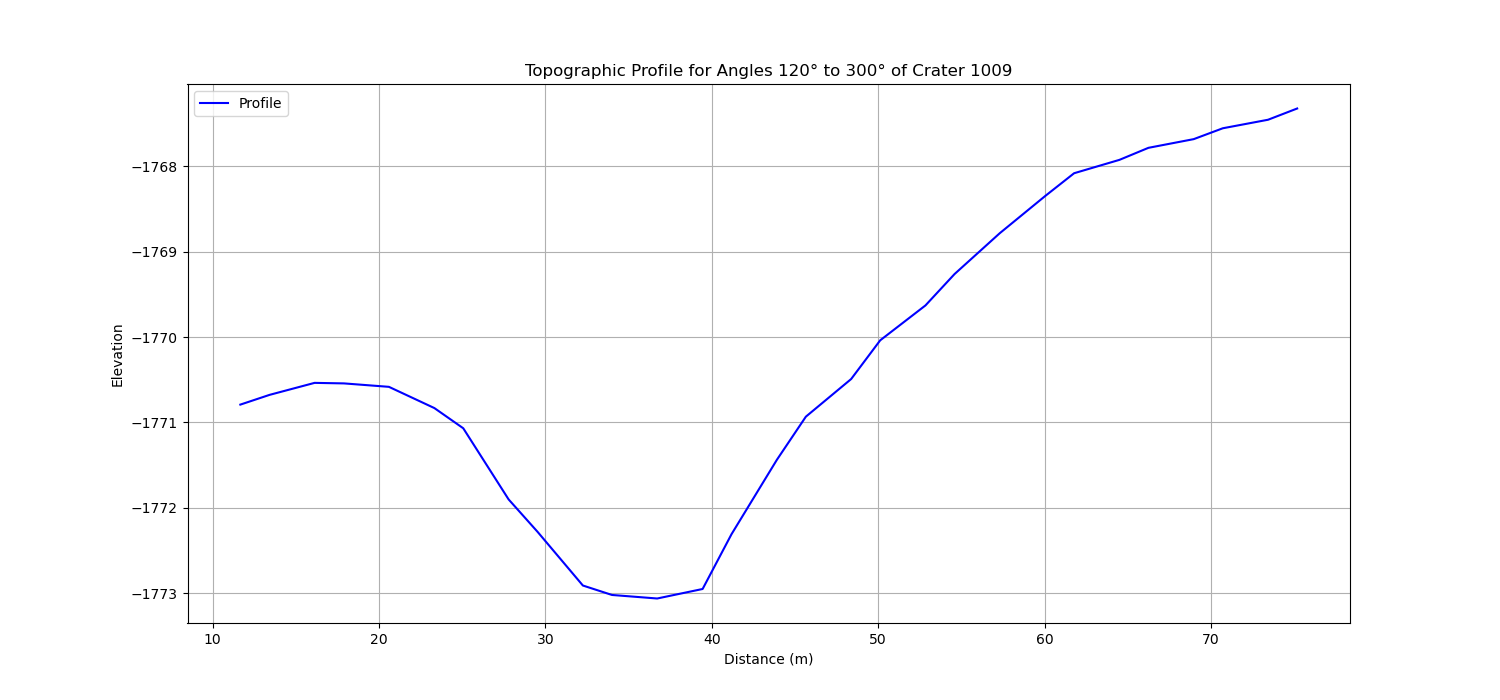 Topographic Profile for Angles 120° to 300° of Crater 1009
Profile
−1768
−1769
−1770
−1771
−1772
−1773
Elevation
10 20 30 40 50 60 70
Distance (m)